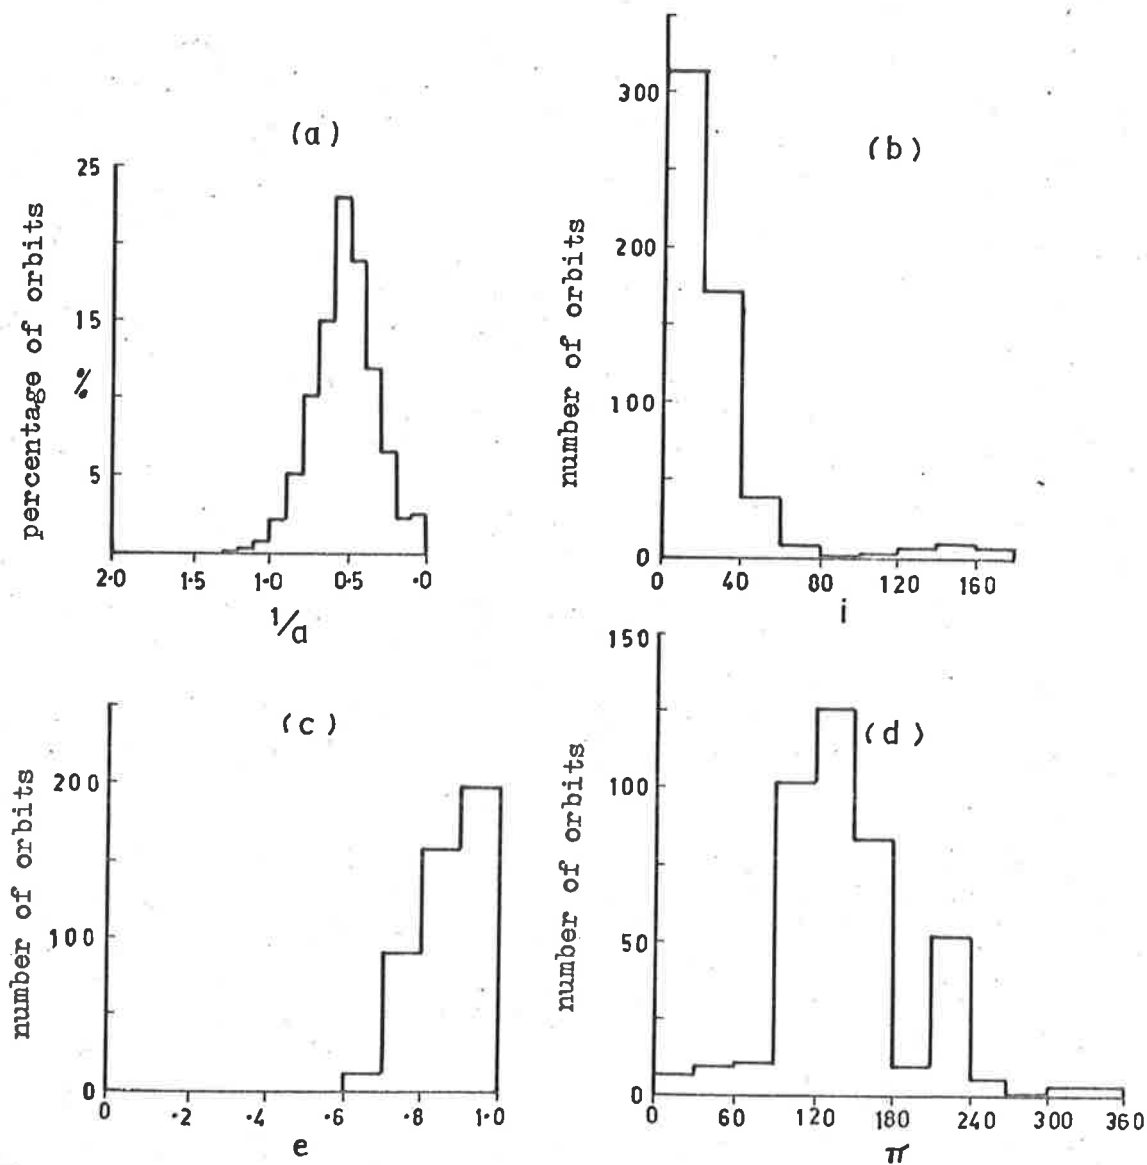 (a)
25
15
%
5
percentage of orbits
2·0 1·5 1·0 0·5 ·0
1/a
(b)
300
200
100
0
number of orbits
0 40 80 120 160
i
(c)
200
100
0
number of orbits
0 ·2 ·4 ·6 ·8 1·0
e
(d)
150
100
50
0
number of orbits
0 60 120 180 240 300 360
π